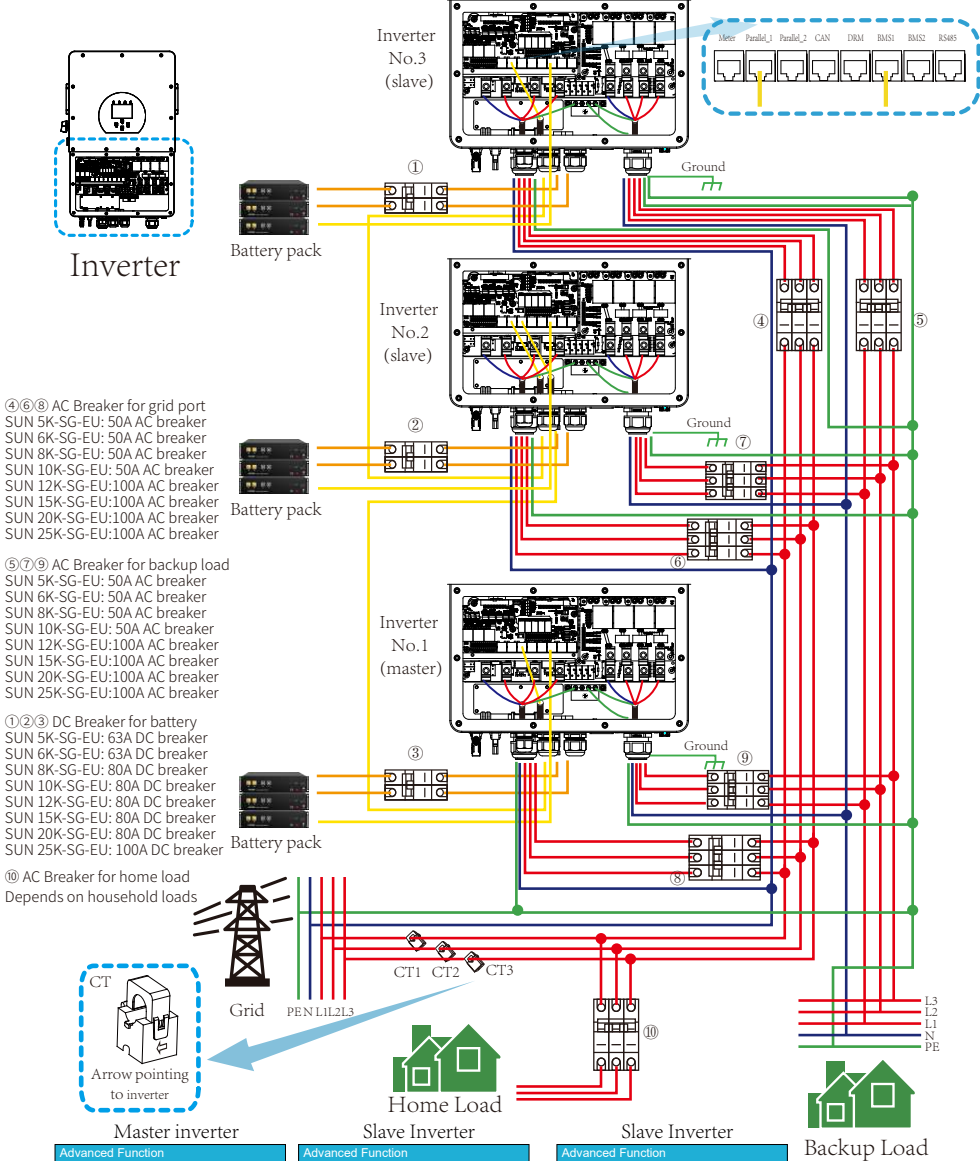 Inverter
No.3
(slave)
Meter Parallel_1 Parallel_2 CAN DRM BMS1 BMS2 RS485
①
Ground
Battery pack
Inverter
Inverter
No.2
(slave)
④
⑤
②
Ground
⑦
Battery pack
⑥
④⑥⑧ AC Breaker for grid port
SUN 5K-SG-EU: 50A AC breaker
SUN 6K-SG-EU: 50A AC breaker
SUN 8K-SG-EU: 50A AC breaker
SUN 10K-SG-EU: 50A AC breaker
SUN 12K-SG-EU:100A AC breaker
SUN 15K-SG-EU:100A AC breaker
SUN 20K-SG-EU:100A AC breaker
SUN 25K-SG-EU:100A AC breaker
⑤⑦⑨ AC Breaker for backup load
SUN 5K-SG-EU: 50A AC breaker
SUN 6K-SG-EU: 50A AC breaker
SUN 8K-SG-EU: 50A AC breaker
SUN 10K-SG-EU: 50A AC breaker
SUN 12K-SG-EU:100A AC breaker
SUN 15K-SG-EU:100A AC breaker
SUN 20K-SG-EU:100A AC breaker
SUN 25K-SG-EU:100A AC breaker
①②③ DC Breaker for battery
SUN 5K-SG-EU: 63A DC breaker
SUN 6K-SG-EU: 63A DC breaker
SUN 8K-SG-EU: 80A DC breaker
SUN 10K-SG-EU: 80A DC breaker
SUN 12K-SG-EU: 80A DC breaker
SUN 15K-SG-EU: 80A DC breaker
SUN 20K-SG-EU: 80A DC breaker
SUN 25K-SG-EU: 100A DC breaker
⑩ AC Breaker for home load
Depends on household loads
Inverter
No.1
(master)
③
Ground
⑨
Battery pack
⑧
CT1 CT2 CT3
Grid
PE N L1 L2 L3
CT
Arrow pointing
to inverter
⑩
Home Load
L3
L2
L1
N
PE
Backup Load
Master inverter
Slave Inverter
Slave Inverter
Advanced Function
Advanced Function
Advanced Function